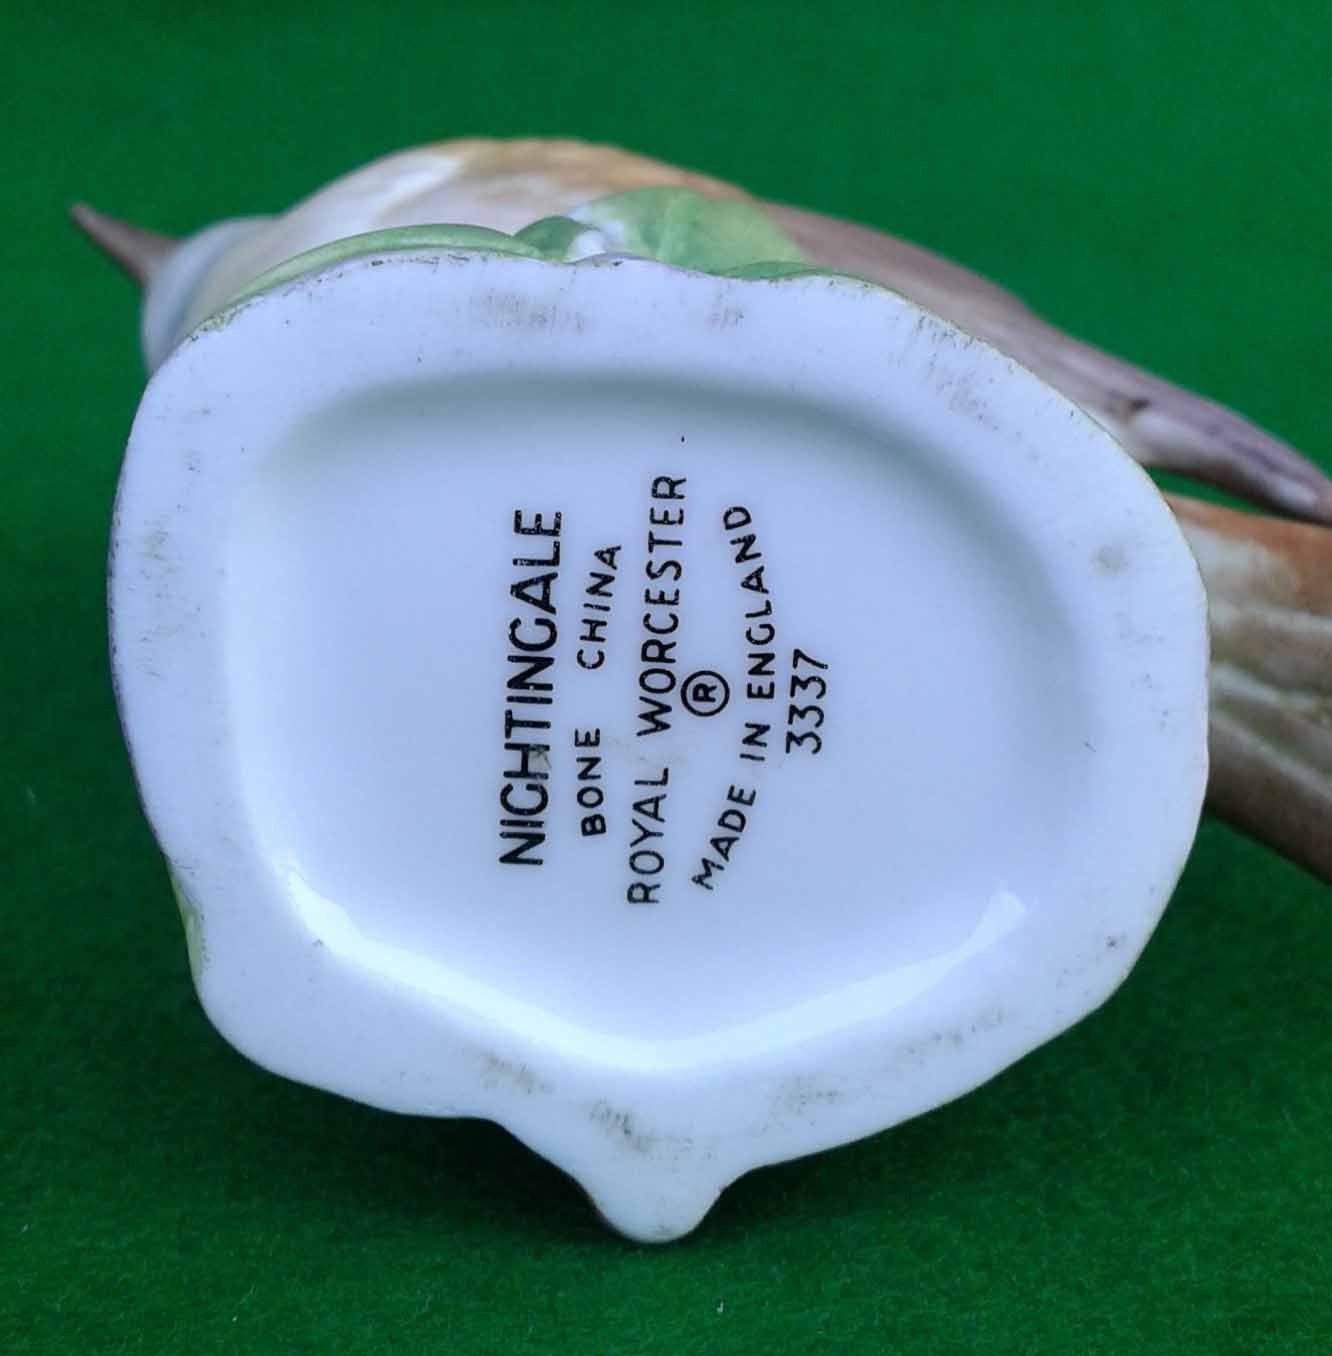 NIGHTINGALE
BONE CHINA
ROYAL WORCESTER
®
MADE IN ENGLAND
3337